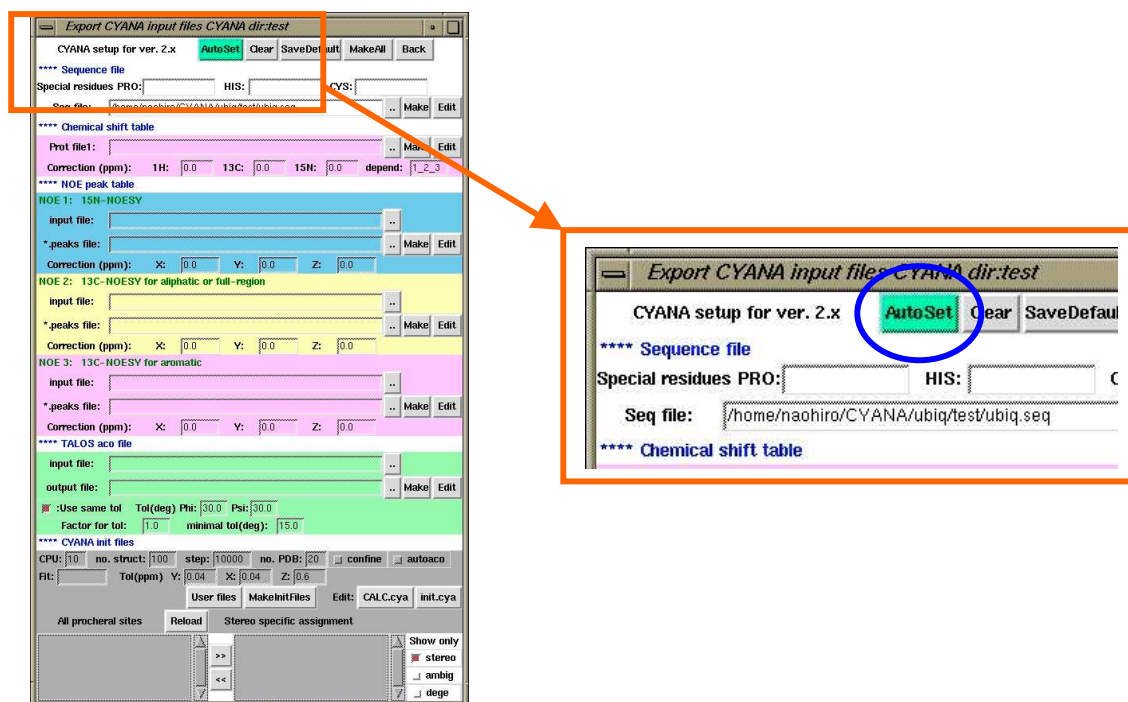 Export CYANA input files CYANA dir:test
CYANA setup for ver. 2.x AutoSet Clear SaveDefault MakeAll Back
**** Sequence file
Special residues PRO: HIS: CYS:
Seq file: /home/naohiro/CYANA/ubiq/test/ubiq.seq .. Make Edit
**** Chemical shift table
Prot file1: .. Make Edit
Correction (ppm): 1H: 0.0 13C: 0.0 15N: 0.0 depend: 1_2_3
**** NOE peak table
NOE 1: 15N-NOESY
input file: ..
*.peaks file: .. Make Edit
Correction (ppm): X: 0.0 Y: 0.0 Z: 0.0
NOE 2: 13C-NOESY for aliphatic or full-region
input file: ..
*.peaks file: .. Make Edit
Correction (ppm): X: 0.0 Y: 0.0 Z: 0.0
NOE 3: 13C-NOESY for aromatic
input file: ..
*.peaks file: .. Make Edit
Correction (ppm): X: 0.0 Y: 0.0 Z: 0.0
**** TALOS aco file
input file: ..
output file: .. Make Edit
:Use same tol Tol(deg) Phi: 30.0 Psi: 30.0
Factor for tol: 1.0 minimal tol(deg): 15.0
**** CYANA init files
CPU: 10 no. struct: 100 step: 10000 no. PDB: 20 confine autoaco
Fit: Tol(ppm) Y: 0.04 X: 0.04 Z: 0.6
User files MakeInitFiles Edit: CALC.cya init.cya
All procheral sites Reload Stereo specific assignment
Show only
>> stereo
<< ambig
dege
Export CYANA input files CYANA dir:test
CYANA setup for ver. 2.x AutoSet Clear SaveDefau
**** Sequence file
Special residues PRO: HIS: C
Seq file: /home/naohiro/CYANA/ubiq/test/ubiq.seq
**** Chemical shift table